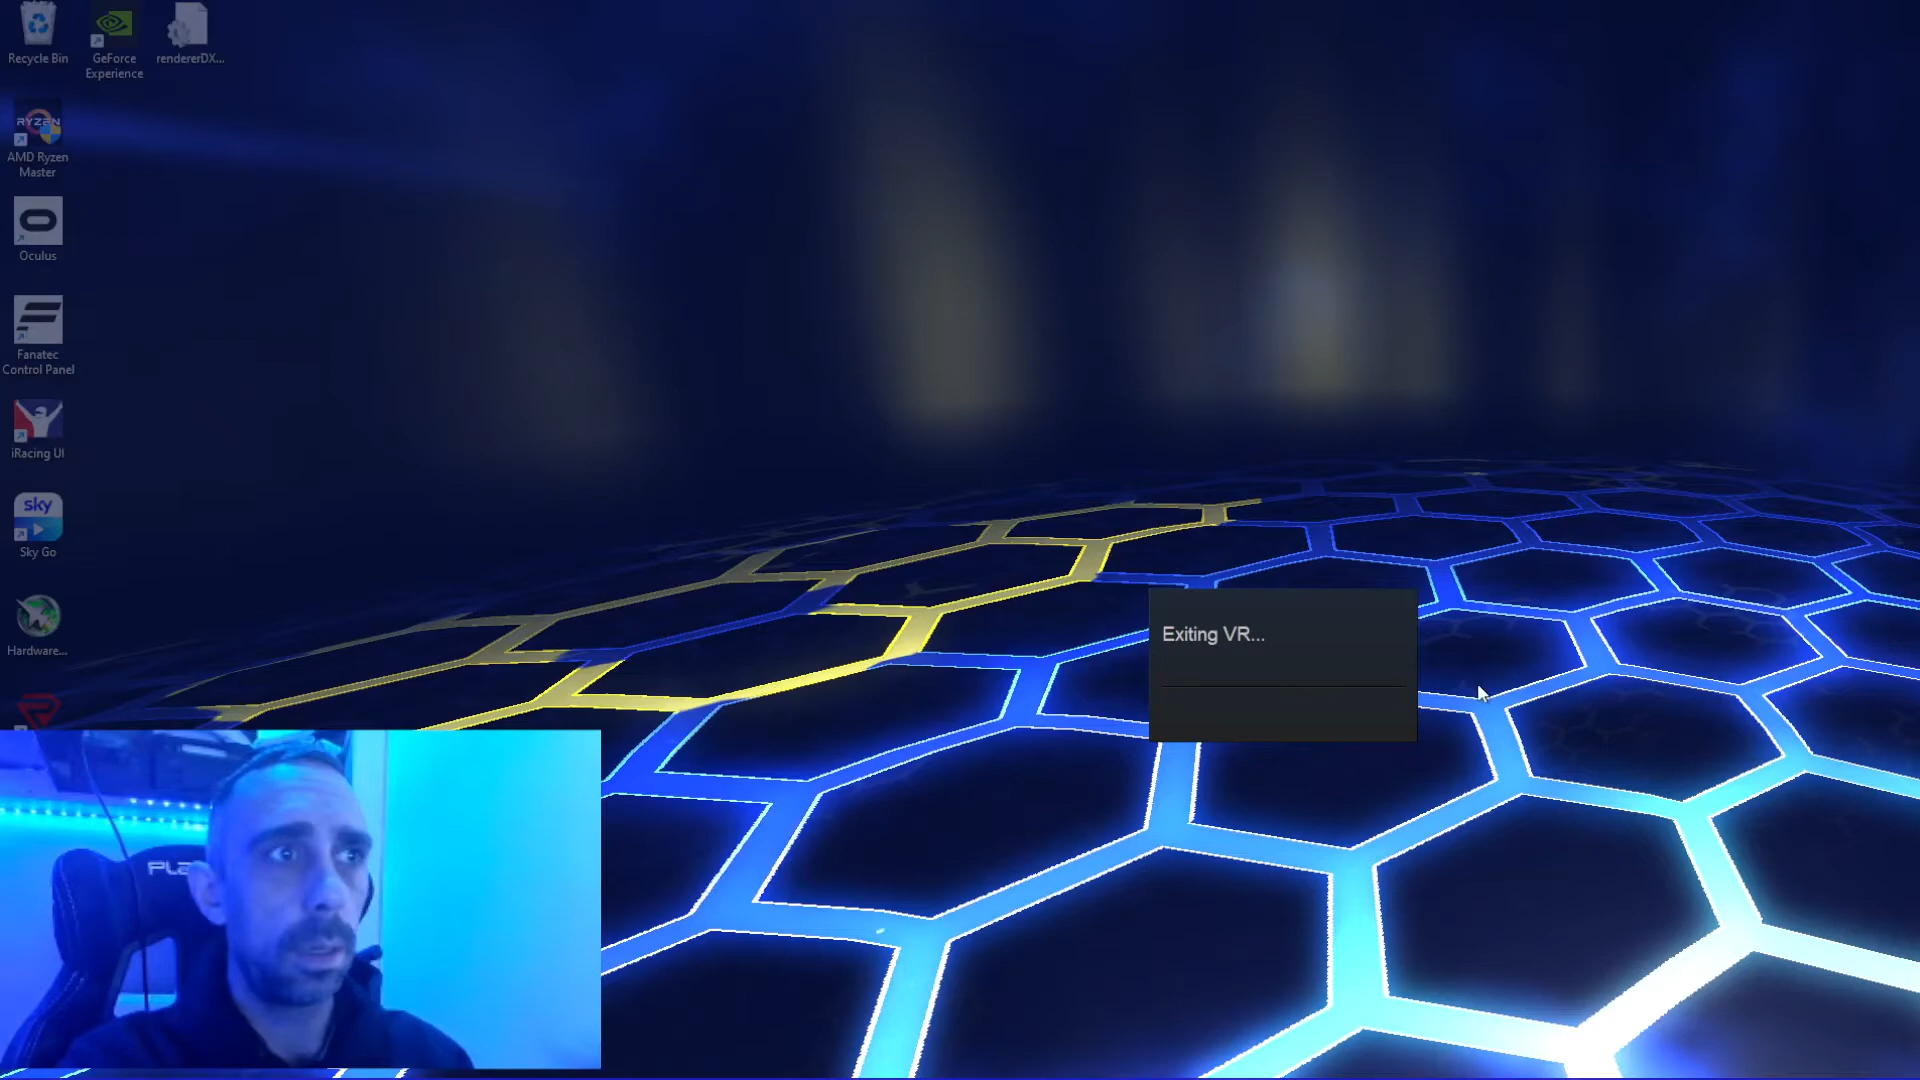 Recycle Bin
GeForce
Experience
rendererDX...
RYZEN
AMD Ryzen
Master
Oculus
Fanatec
Control Panel
iRacing UI
sky
Sky Go
Hardware...
Exiting VR...